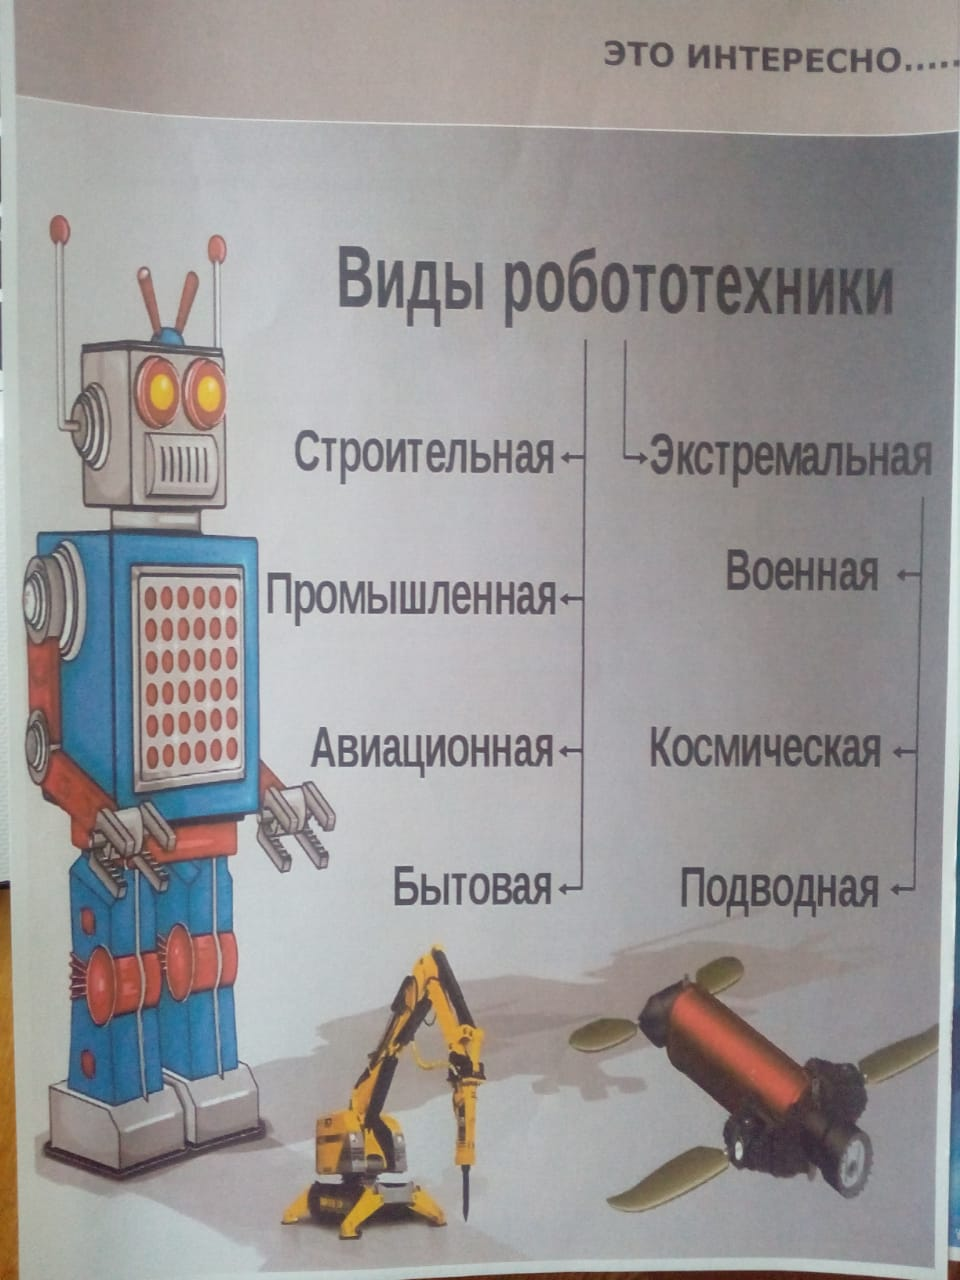 ЭТО ИНТЕРЕСНО.....
Виды робототехники
Строительная
Промышленная
Авиационная
Бытовая
Экстремальная
Военная
Космическая
Подводная